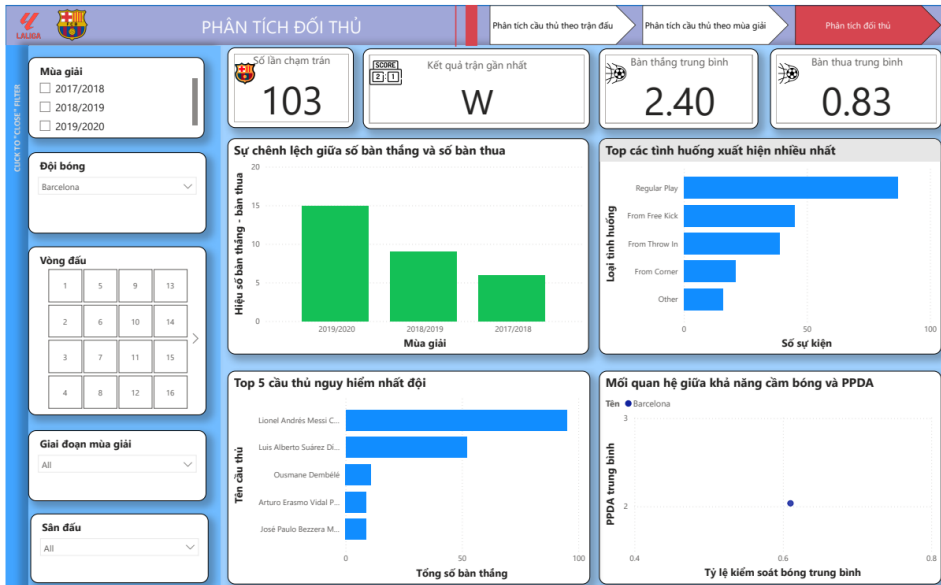 LALIGA
PHÂN TÍCH ĐỐI THỦ
Phân tích cầu thủ theo trận đấu
Phân tích cầu thủ theo mùa giải
Phân tích đối thủ
CLICK TO "CLOSE" FILTER
Mùa giải
2017/2018
2018/2019
2019/2020
Đội bóng
Barcelona
Vòng đấu
1 5 9 13
2 6 10 14
3 7 11 15
4 8 12 16
Giai đoạn mùa giải
All
Sân đấu
All
Số lần chạm trán
103
SCORE
2:1
Kết quả trận gần nhất
W
Bàn thắng trung bình
2.40
Bàn thua trung bình
0.83
Sự chênh lệch giữa số bàn thắng và số bàn thua
Hiệu số bàn thắng - bàn thua
20
15
10
5
0
2019/2020 2018/2019 2017/2018
Mùa giải
Top các tình huống xuất hiện nhiều nhất
Loại tình huống
Regular Play
From Free Kick
From Throw In
From Corner
Other
0 50 100
Số sự kiện
Top 5 cầu thủ nguy hiểm nhất đội
Tên cầu thủ
Lionel Andrés Messi C...
Luis Alberto Suárez Dí...
Ousmane Dembélé
Arturo Erasmo Vidal P...
José Paulo Bezzera M...
0 50 100
Tổng số bàn thắng
Mối quan hệ giữa khả năng cầm bóng và PPDA
Tên Barcelona
PPDA trung bình
3
2
0.4 0.6 0.8
Tỷ lệ kiểm soát bóng trung bình